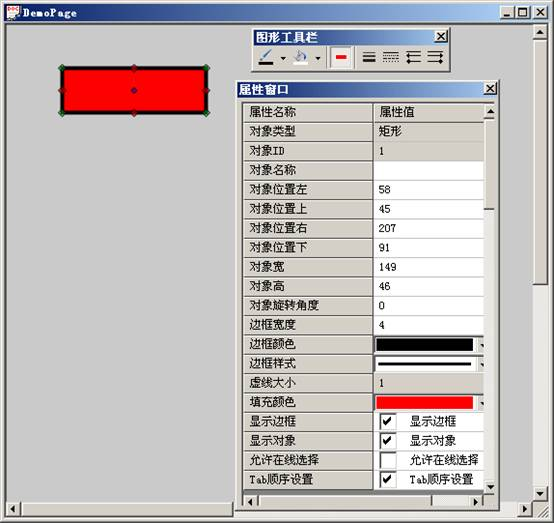 DemoPage
图形工具栏
属性窗口
属性名称 属性值
对象类型 矩形
对象ID 1
对象名称
对象位置左 58
对象位置上 45
对象位置右 207
对象位置下 91
对象宽 149
对象高 46
对象旋转角度 0
边框宽度 4
边框颜色
边框样式
虚线大小 1
填充颜色
显示边框 显示边框
显示对象 显示对象
允许在线选择 允许在线选择
Tab顺序设置 Tab顺序设置